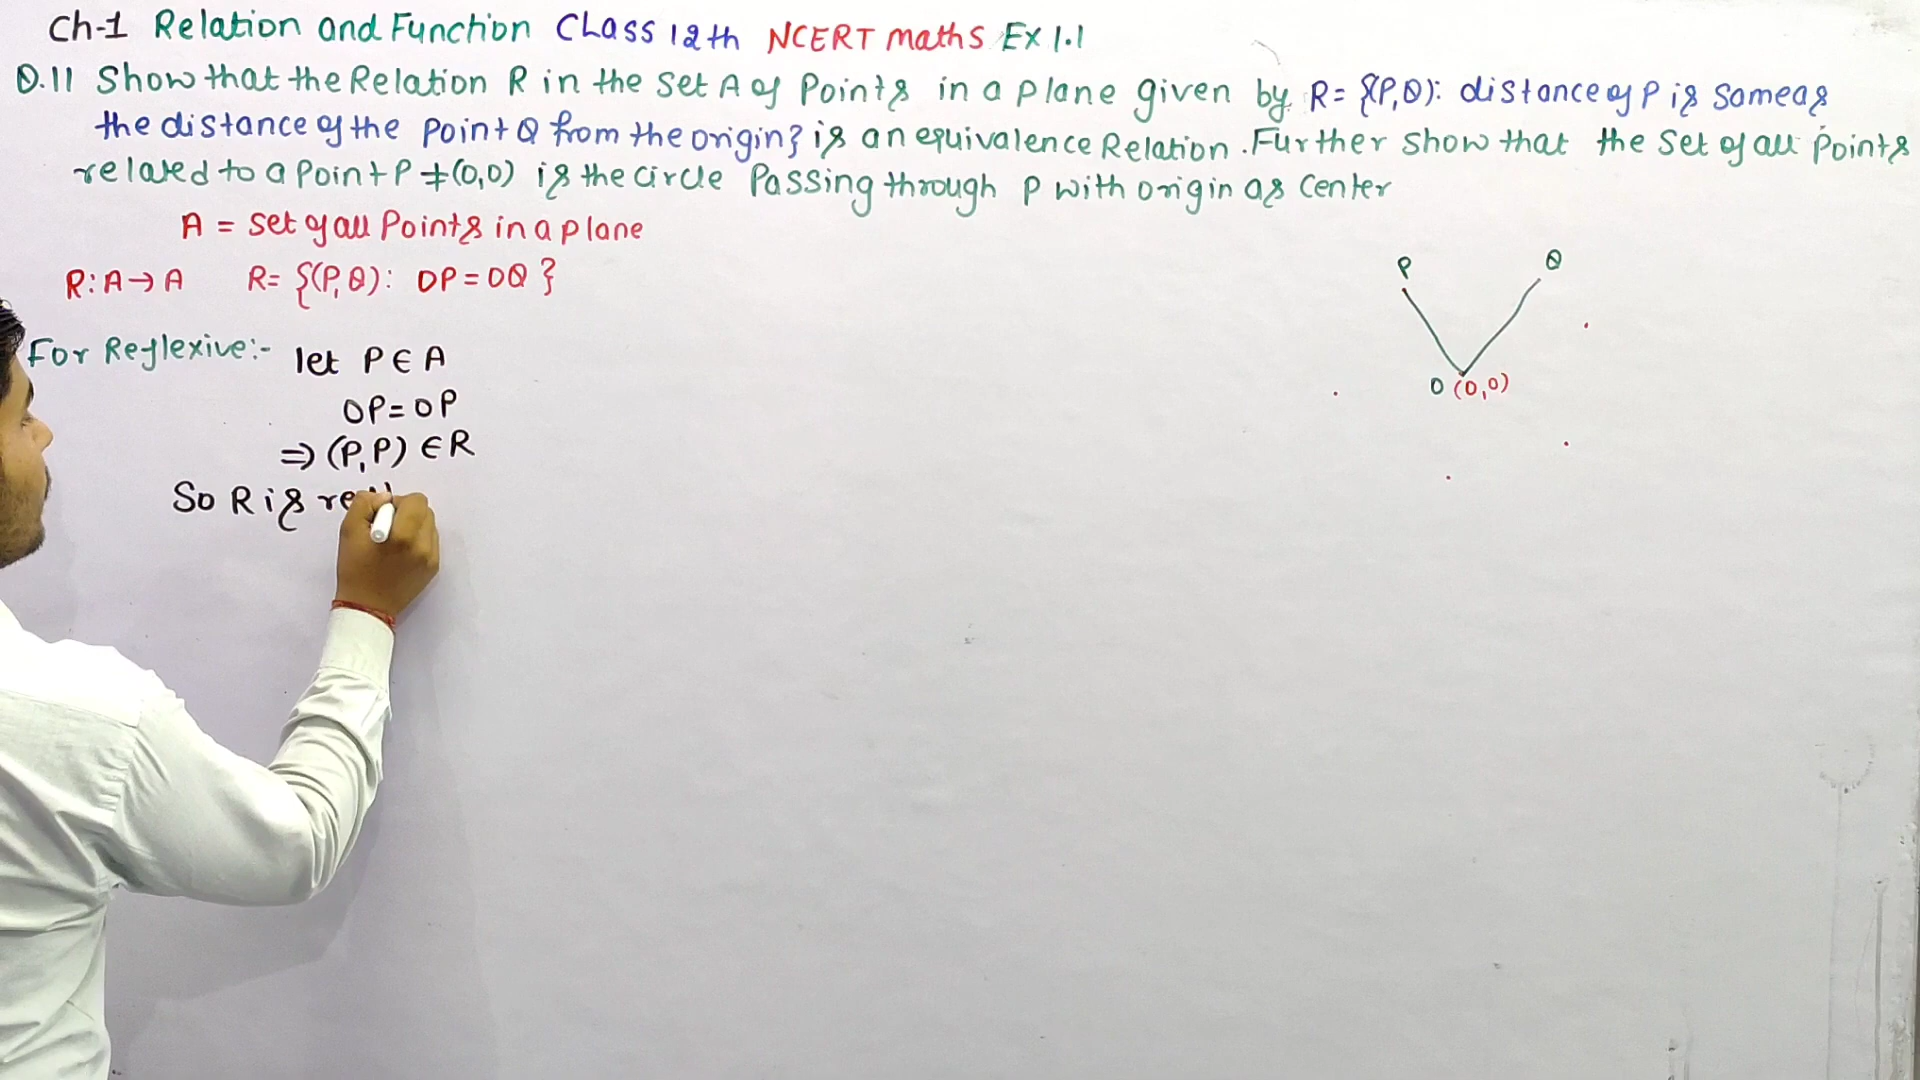 Ch-1 Relation and Function Class 12th NCERT maths Ex 1.1
Q.11 Show that the Relation R in the set A of Points in a plane given by R = {(P,Q): distance of P is same as
the distance of the point Q from the origin} is an equivalence Relation. Further show that the set of all Points
related to a Point P ≠ (0,0) is the circle Passing through P with origin as center
A = set of all Points in a plane
R: A → A R = {(P,Q): OP = OQ }
P Q
O (0,0)
For Reflexive:- let P ∈ A
OP = OP
⇒ (P,P) ∈ R
So R is